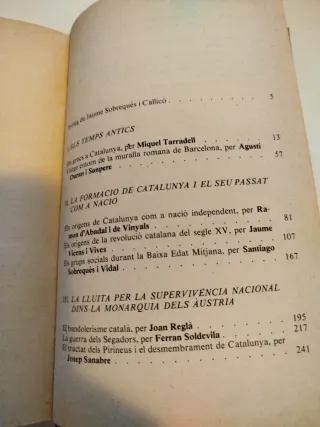 Pròleg de Jaume Sobrequés i Callicó . . . . 5
I. ELS TEMPS ANTICS
Els grecs a Catalunya, per Miquel Tarradell . . . 13
entorn de la muralla romana de Barcelona, per Agustí
Duran i Sanpere . . . . . . . 57
II. LA FORMACIO DE CATALUNYA I EL SEU PASSAT
COM A NACIO
Els orígens de Catalunya com a nació independent, per Ra-
mon d'Abadal i de Vinyals . . . . . . 81
Els orígens de la revolució catalana del segle XV, per Jaume
Vicens i Vives . . . . . . . 107
Els grups socials durant la Baixa Edat Mitjana, per Santiago
Sobrequés i Vidal . . . . . . . 167
III. LA LLUITA PER LA SUPERVIVÈNCIA NACIONAL
DINS LA MONARQUIA DELS ÀUSTRIA
El bandolerisme català, per Joan Reglà . . . . 195
La guerra dels Segadors, per Ferran Soldevila . . . 217
El tractat dels Pirineus i el desmembrament de Catalunya, per
Josep Sanabre . . . . . . . 241